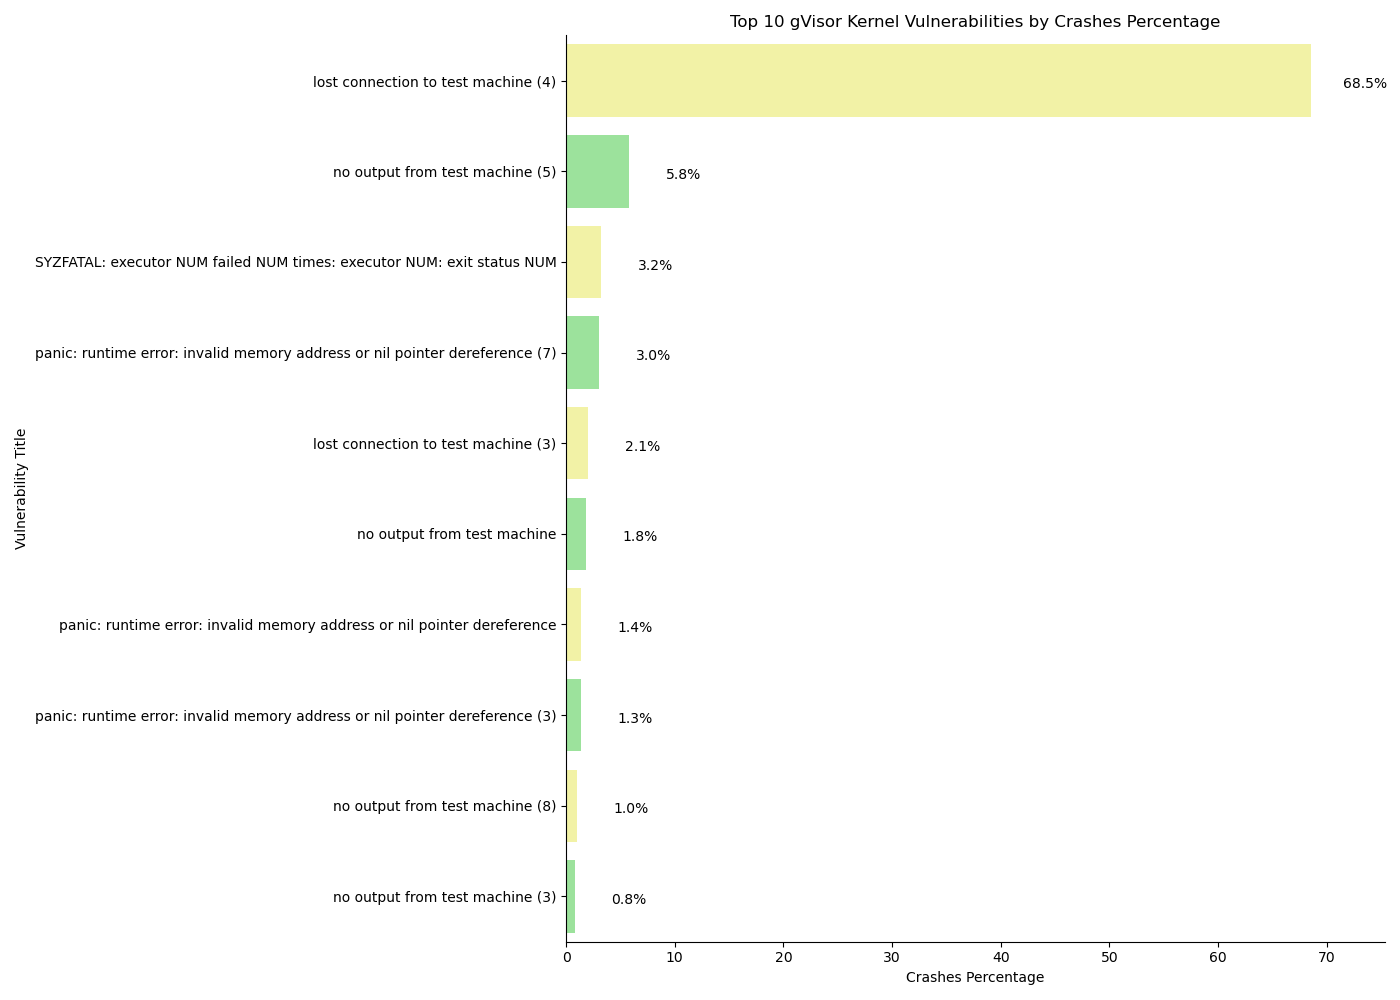 Top 10 gVisor Kernel Vulnerabilities by Crashes Percentage
lost connection to test machine (4)
68.5%
no output from test machine (5)
5.8%
SYZFATAL: executor NUM failed NUM times: executor NUM: exit status NUM
3.2%
panic: runtime error: invalid memory address or nil pointer dereference (7)
3.0%
lost connection to test machine (3)
2.1%
no output from test machine
1.8%
panic: runtime error: invalid memory address or nil pointer dereference
1.4%
panic: runtime error: invalid memory address or nil pointer dereference (3)
1.3%
no output from test machine (8)
1.0%
no output from test machine (3)
0.8%
Vulnerability Title
0 10 20 30 40 50 60 70
Crashes Percentage